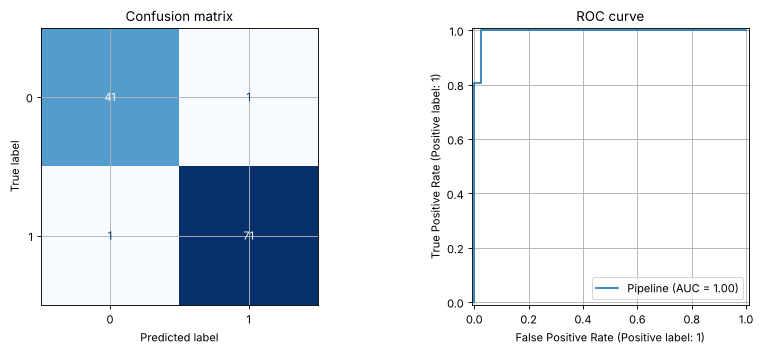 Confusion matrix
0
41
1
True label
1
1
71
0
1
Predicted label
ROC curve
1.0
0.8
0.6
0.4
0.2
0.0
True Positive Rate (Positive label: 1)
Pipeline (AUC = 1.00)
0.0
0.2
0.4
0.6
0.8
1.0
False Positive Rate (Positive label: 1)